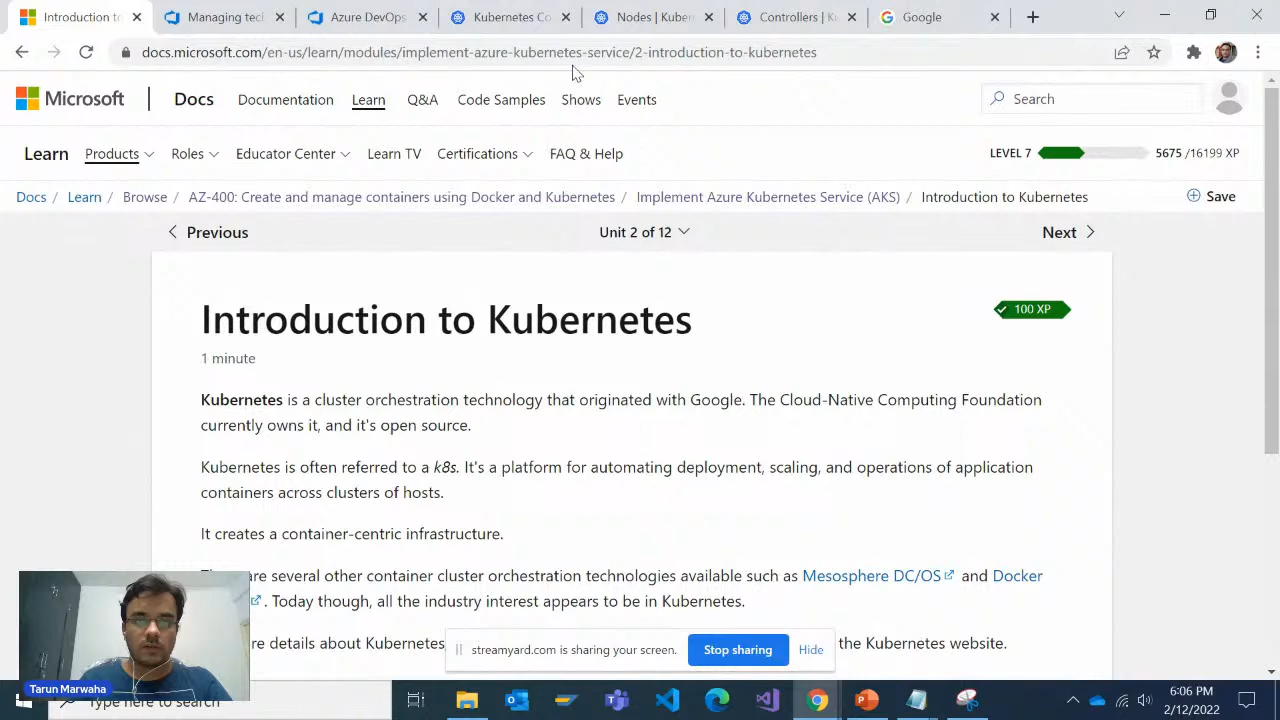 Introduction to
Managing tec
Azure DevOps
Kubernetes Co
Nodes | Kuber
Controllers | K
Google
docs.microsoft.com/en-us/learn/modules/implement-azure-kubernetes-service/2-introduction-to-kubernetes
Microsoft
Docs
Documentation
Learn
Q&A
Code Samples
Shows
Events
Search
Learn
Products
Roles
Educator Center
Learn TV
Certifications
FAQ & Help
LEVEL 7
5675 /16199 XP
Docs / Learn / Browse / AZ-400: Create and manage containers using Docker and Kubernetes / Implement Azure Kubernetes Service (AKS) / Introduction to Kubernetes
Save
Previous
Unit 2 of 12
Next
Introduction to Kubernetes
100 XP
1 minute
Kubernetes is a cluster orchestration technology that originated with Google. The Cloud-Native Computing Foundation
currently owns it, and it's open source.
Kubernetes is often referred to a k8s. It's a platform for automating deployment, scaling, and operations of application
containers across clusters of hosts.
It creates a container-centric infrastructure.
are several other container cluster orchestration technologies available such as Mesosphere DC/OS and Docker
. Today though, all the industry interest appears to be in Kubernetes.
re details about Kubernetes, the Kubernetes website.
streamyard.com is sharing your screen.
Stop sharing
Hide
Tarun Marwaha
Type here to search
6:06 PM
2/12/2022